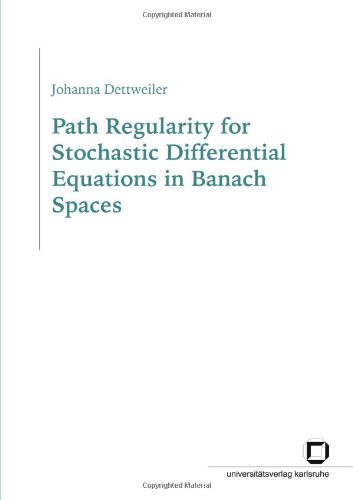 Copyrighted Material
Johanna Dettweiler
Path Regularity for
Stochastic Differential
Equations in Banach
Spaces
universitätsverlag karlsruhe
Copyrighted Material